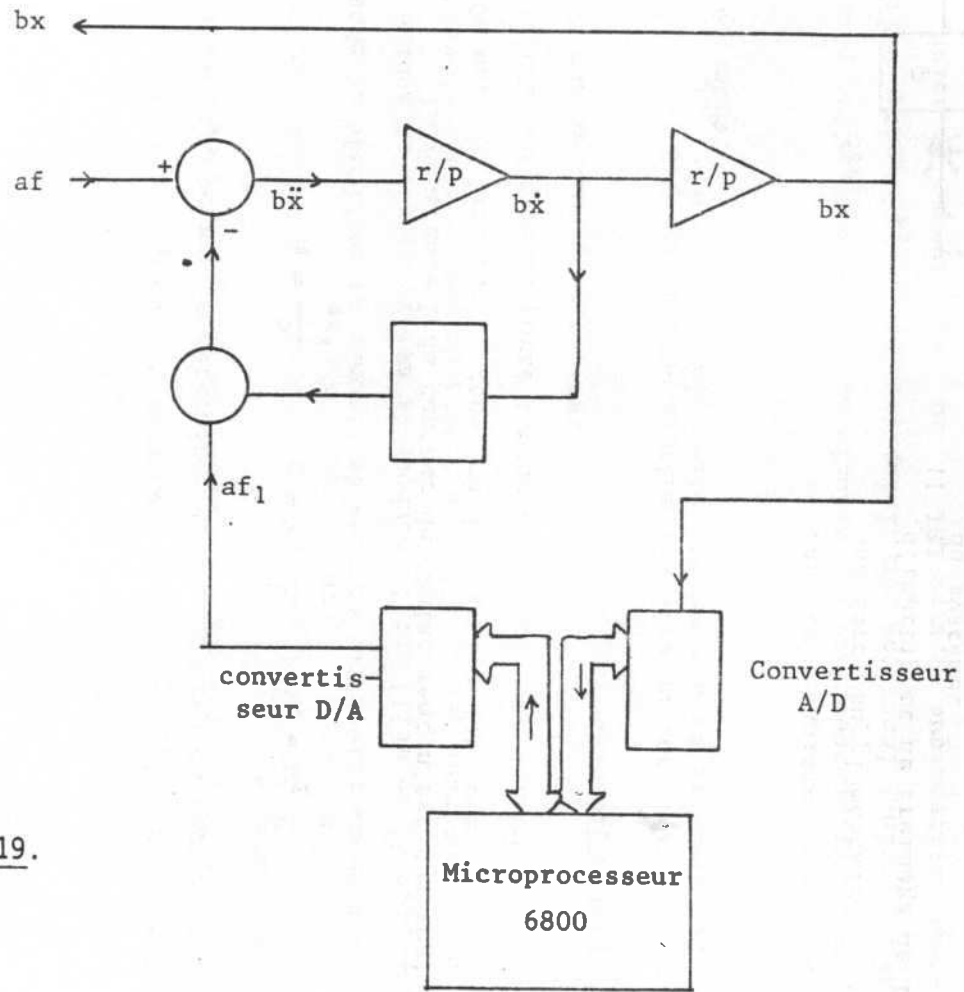 bx
af
+
-
bẍ
r/p
bẋ
r/p
bx
af₁
convertis-
seur D/A
Convertisseur
A/D
19.
Microprocesseur
6800